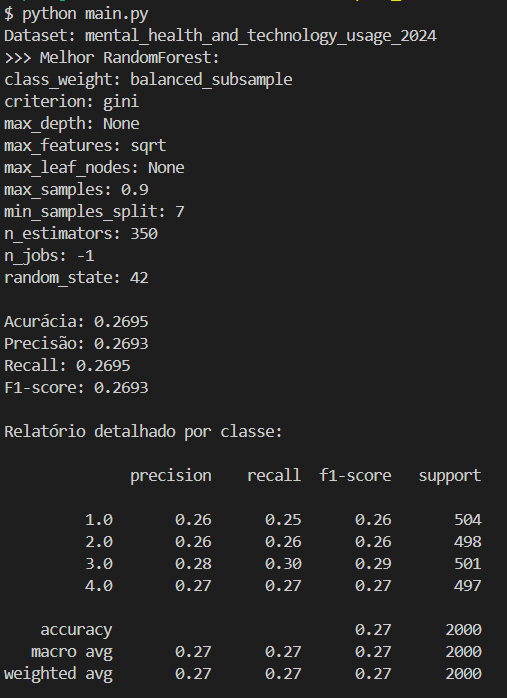 $ python main.py
Dataset: mental_health_and_technology_usage_2024
>>> Melhor RandomForest:
class_weight: balanced_subsample
criterion: gini
max_depth: None
max_features: sqrt
max_leaf_nodes: None
max_samples: 0.9
min_samples_split: 7
n_estimators: 350
n_jobs: -1
random_state: 42
Acurácia: 0.2695
Precisão: 0.2693
Recall: 0.2695
F1-score: 0.2693
Relatório detalhado por classe:
precision recall f1-score support
1.0 0.26 0.25 0.26 504
2.0 0.26 0.26 0.26 498
3.0 0.28 0.30 0.29 501
4.0 0.27 0.27 0.27 497
accuracy 0.27 2000
macro avg 0.27 0.27 0.27 2000
weighted avg 0.27 0.27 0.27 2000